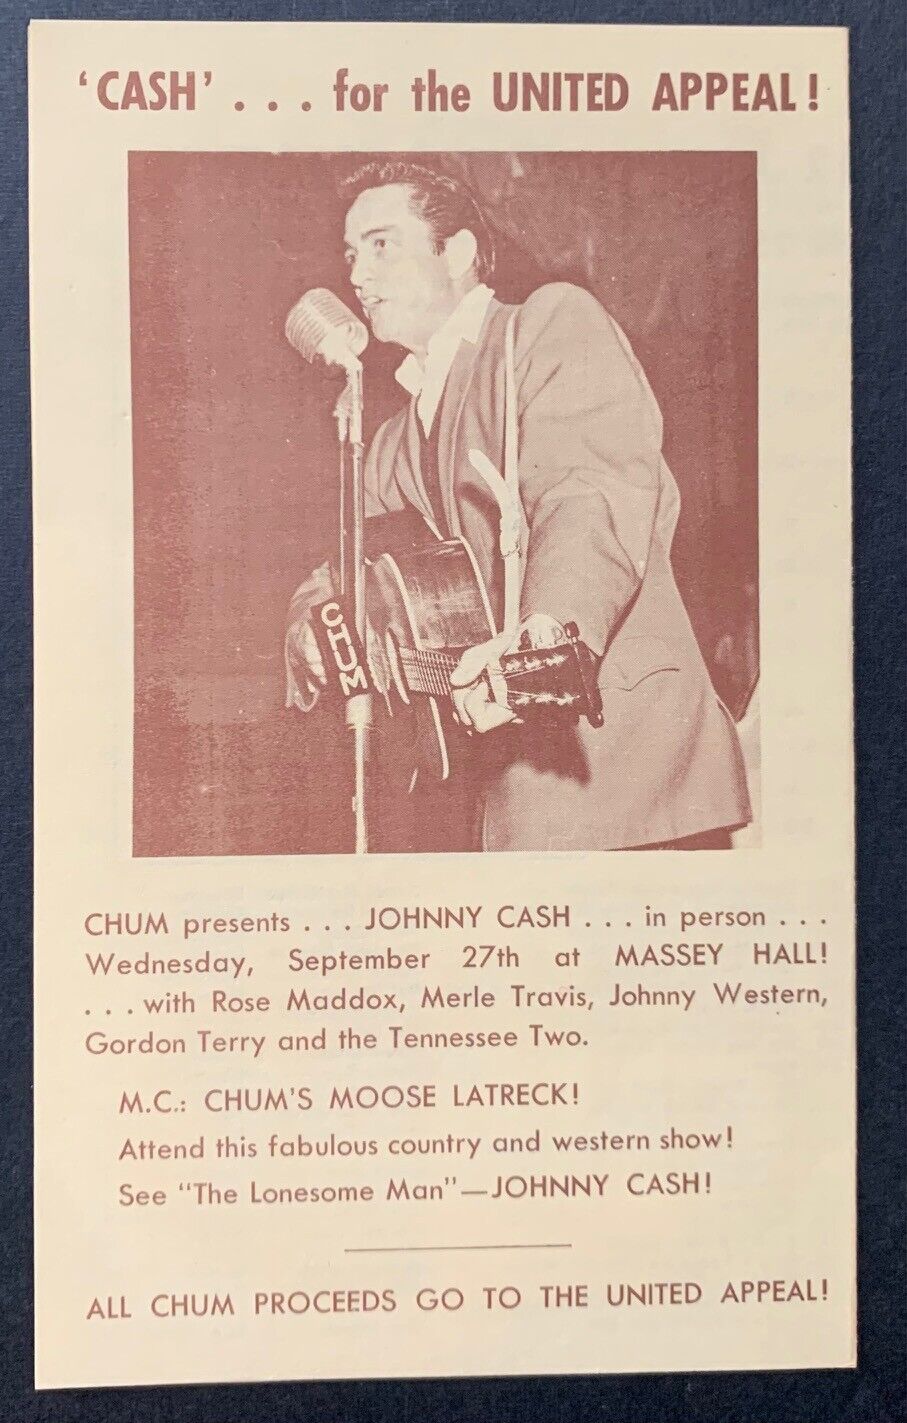 'CASH' . . . for the UNITED APPEAL!
CHUM
CHUM presents . . . JOHNNY CASH . . . in person . . .
Wednesday, September 27th at MASSEY HALL!
. . . with Rose Maddox, Merle Travis, Johnny Western,
Gordon Terry and the Tennessee Two.
M.C.: CHUM'S MOOSE LATRECK!
Attend this fabulous country and western show!
See "The Lonesome Man"—JOHNNY CASH!
ALL CHUM PROCEEDS GO TO THE UNITED APPEAL!